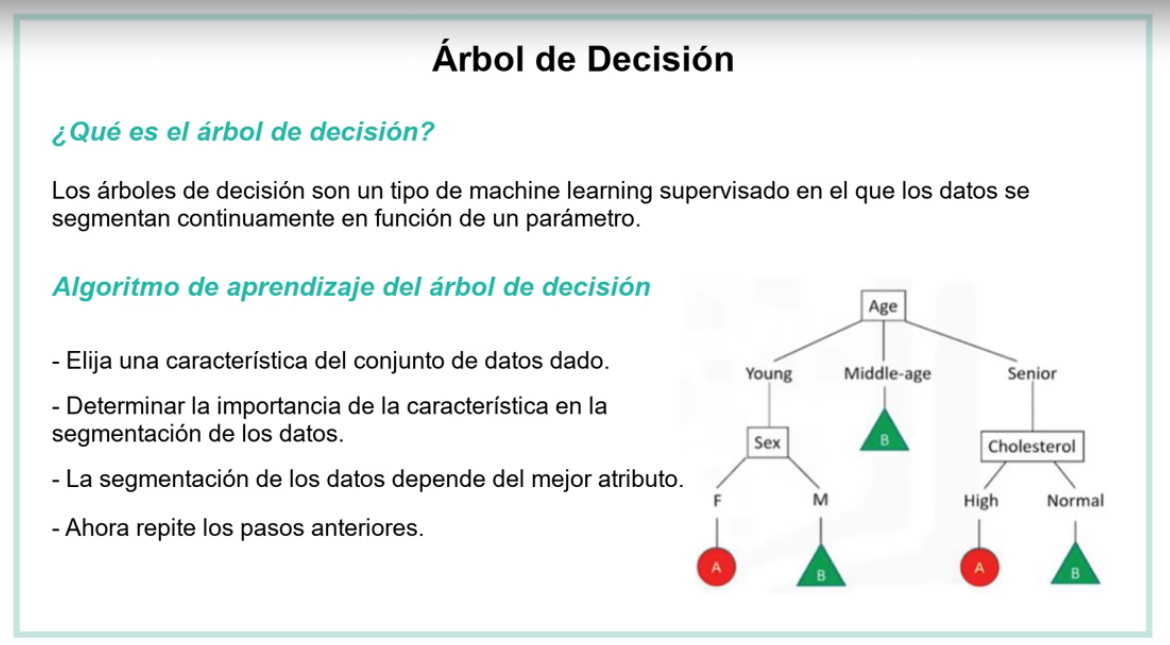 Árbol de Decisión
¿Qué es el árbol de decisión?
Los árboles de decisión son un tipo de machine learning supervisado en el que los datos se
segmentan continuamente en función de un parámetro.
Algoritmo de aprendizaje del árbol de decisión
- Elija una característica del conjunto de datos dado.
- Determinar la importancia de la característica en la
segmentación de los datos.
- La segmentación de los datos depende del mejor atributo.
- Ahora repite los pasos anteriores.
Age
Young Middle-age Senior
Sex B Cholesterol
F M High Normal
A B A B